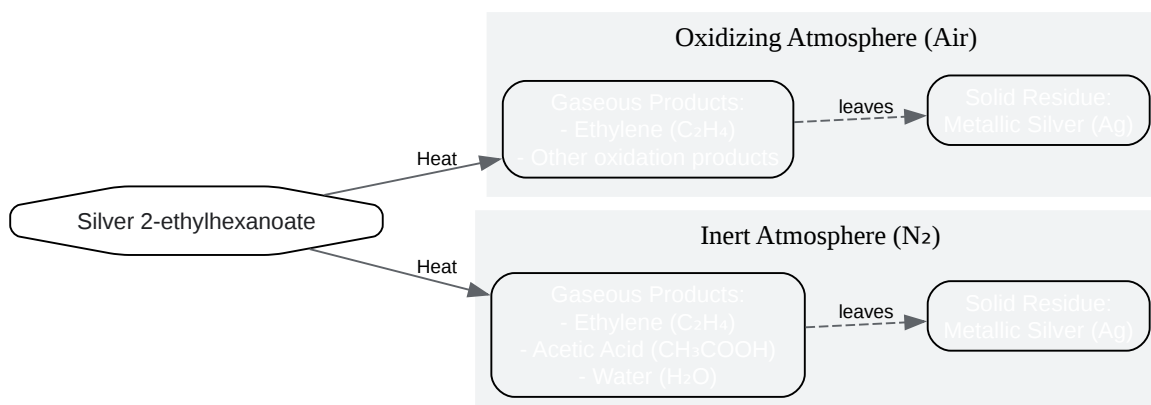 Oxidizing Atmosphere (Air)
Gaseous Products:
- Ethylene (C₂H₄)
- Other oxidation products
leaves
Solid Residue:
Metallic Silver (Ag)
Heat
Silver 2-ethylhexanoate
Heat
Inert Atmosphere (N₂)
Gaseous Products:
- Ethylene (C₂H₄)
- Acetic Acid (CH₃COOH)
- Water (H₂O)
leaves
Solid Residue:
Metallic Silver (Ag)